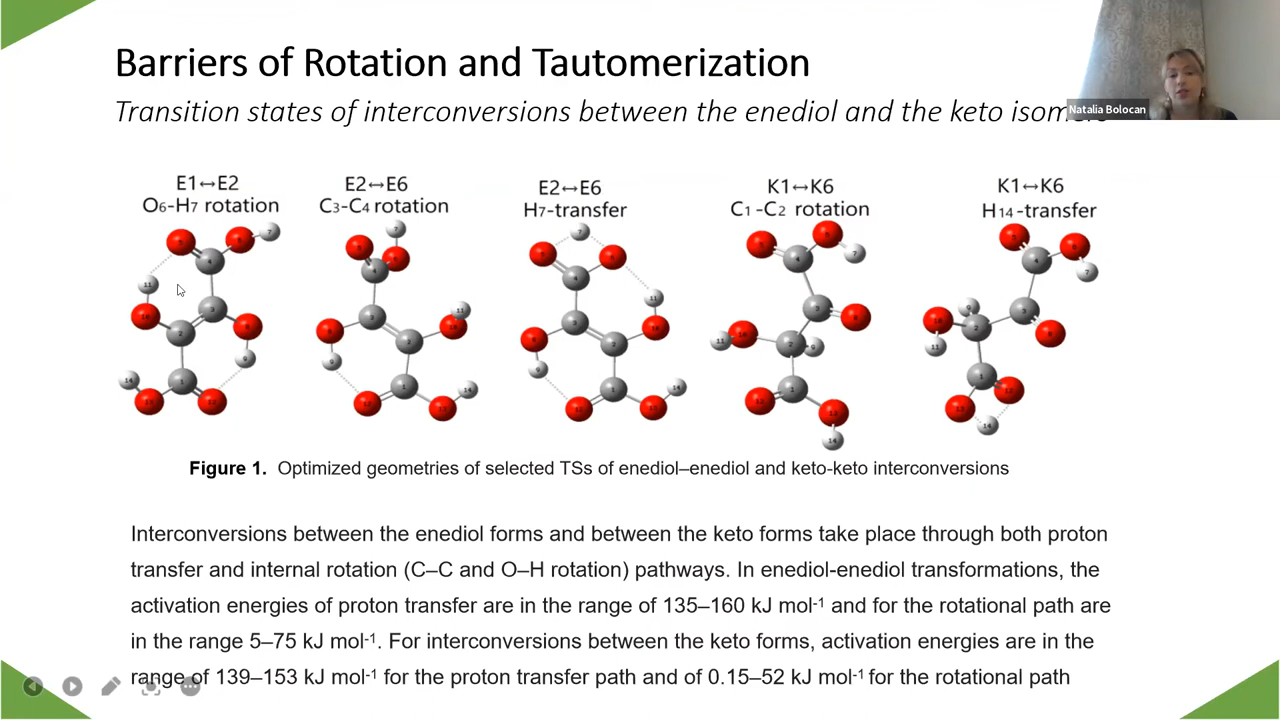 Barriers of Rotation and Tautomerization
Transition states of interconversions between the enediol and the keto
Natalia Bolocan
E1↔E2
O₆-H₇ rotation
E2↔E6
C₃-C₄ rotation
E2↔E6
H₇-transfer
K1↔K6
C₁-C₂ rotation
K1↔K6
H₁₄-transfer
Figure 1. Optimized geometries of selected TSs of enediol–enediol and keto-keto interconversions
Interconversions between the enediol forms and between the keto forms take place through both proton
transfer and internal rotation (C–C and O–H rotation) pathways. In enediol-enediol transformations, the
activation energies of proton transfer are in the range of 135–160 kJ mol⁻¹ and for the rotational path are
in the range 5–75 kJ mol⁻¹. For interconversions between the keto forms, activation energies are in the
range of 139–153 kJ mol⁻¹ for the proton transfer path and of 0.15–52 kJ mol⁻¹ for the rotational path